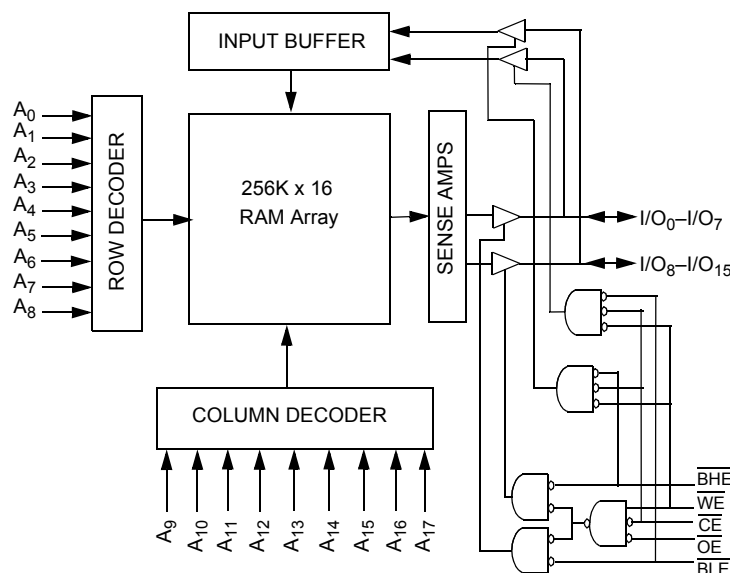 INPUT BUFFER
A0
A1
A2
A3
A4
A5
A6
A7
A8
ROW DECODER
256K x 16
RAM Array
SENSE AMPS
I/O0–I/O7
I/O8–I/O15
COLUMN DECODER
A9
A10
A11
A12
A13
A14
A15
A16
A17
BHE
WE
CE
OE
BLE